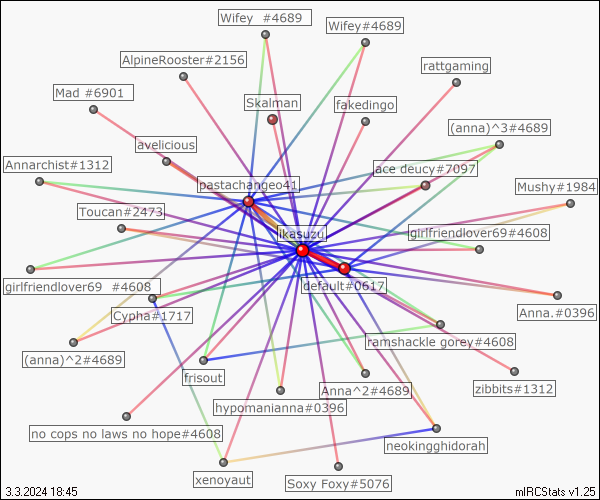 Wifey  #4689
Wifey#4689
AlpineRooster#2156
rattgaming
Mad #6901
Skalman
fakedingo
(anna)^3#4689
avelicious
Annarchist#1312
ace deucy#7097
pastachangeo41
Mushy#1984
Toucan#2473
ikasuzu
girlfriendlover69#4608
girlfriendlover69  #4608
default#0617
Cypha#1717
Anna.#0396
ramshackle gorey#4608
(anna)^2#4689
frisout
Anna^2#4689
zibbits#1312
hypomanianna#0396
no cops no laws no hope#4608
neokingghidorah
xenoyaut
Soxy Foxy#5076
3.3.2024 18:45
mIRCStats v1.25